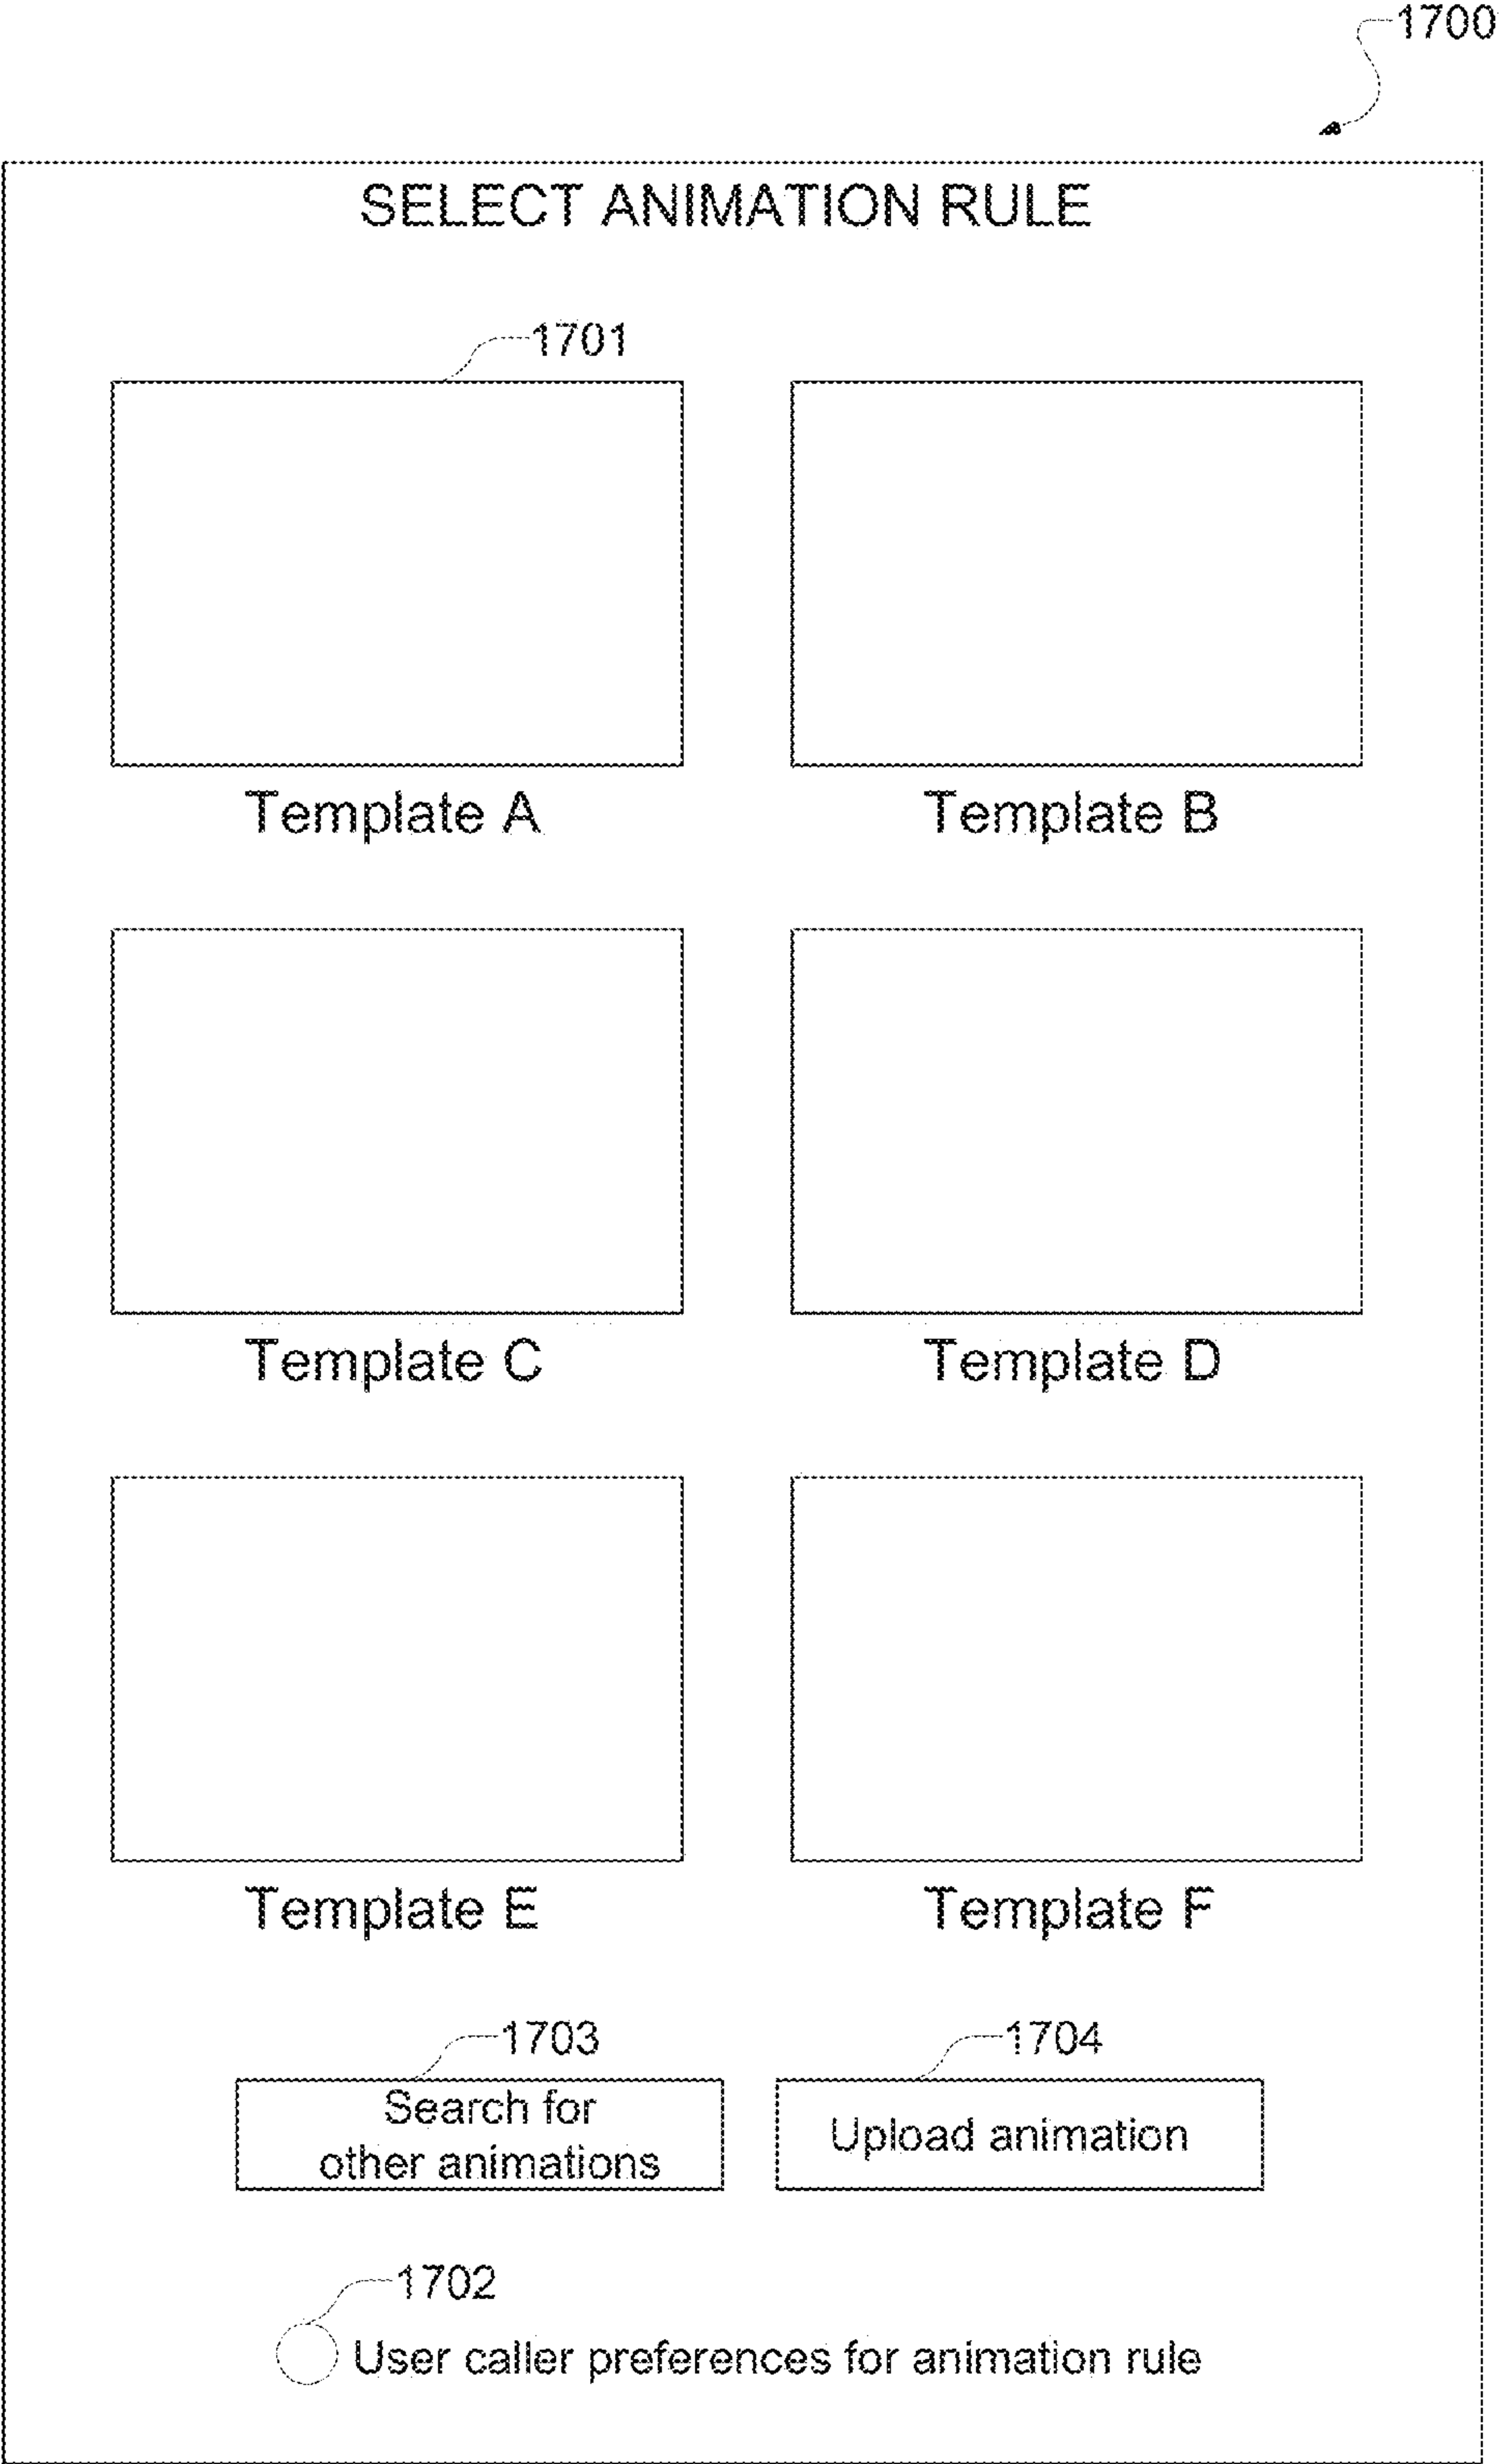 1700
SELECT ANIMATION RULE
1701
Template A
Template B
Template C
Template D
Template E
Template F
1703
1704
Search for
other animations
Upload animation
1702
User caller preferences for animation rule